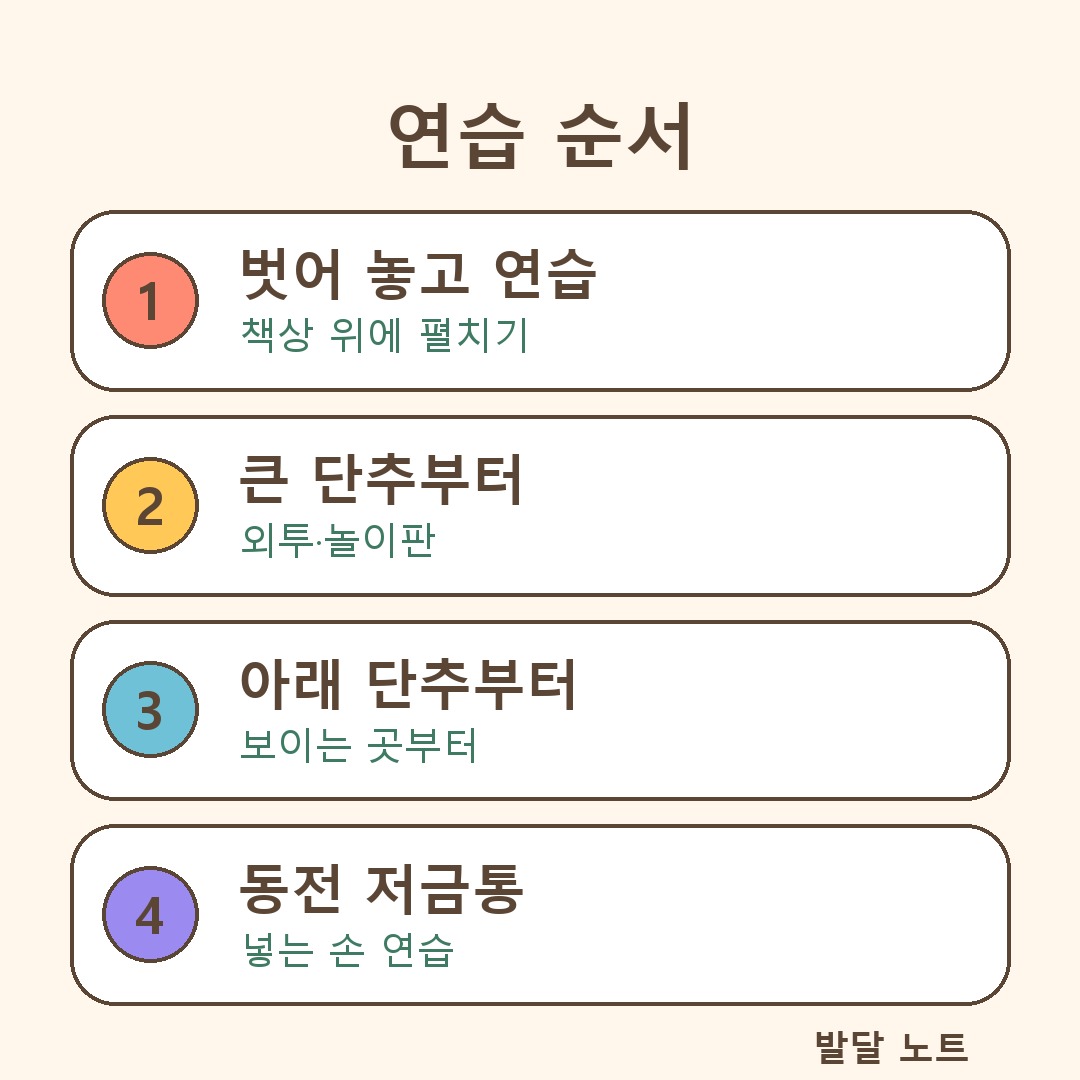 연습 순서
1
벗어 놓고 연습
책상 위에 펼치기
2
큰 단추부터
외투·놀이판
3
아래 단추부터
보이는 곳부터
4
동전 저금통
넣는 손 연습
발달 노트